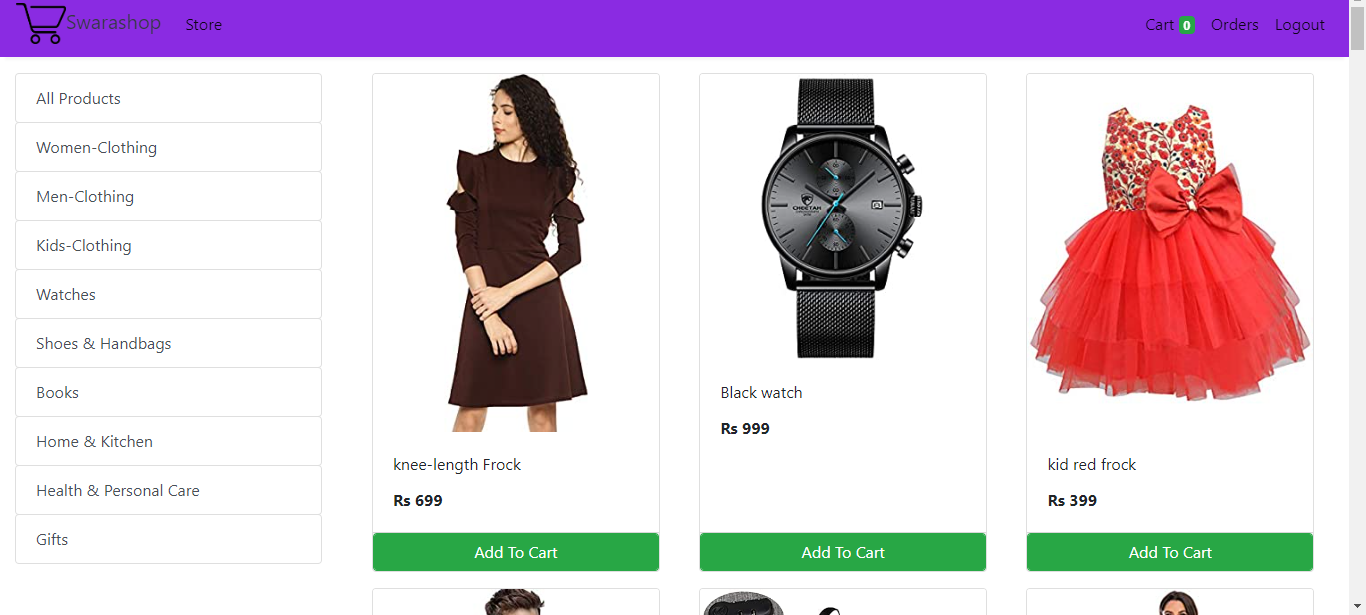 Swarashop Store Cart 0 Orders Logout
All Products
Women-Clothing
Men-Clothing
Kids-Clothing
Watches
Shoes & Handbags
Books
Home & Kitchen
Health & Personal Care
Gifts
knee-length Frock
Rs 699
Add To Cart
CHEETAH
Black watch
Rs 999
Add To Cart
kid red frock
Rs 399
Add To Cart